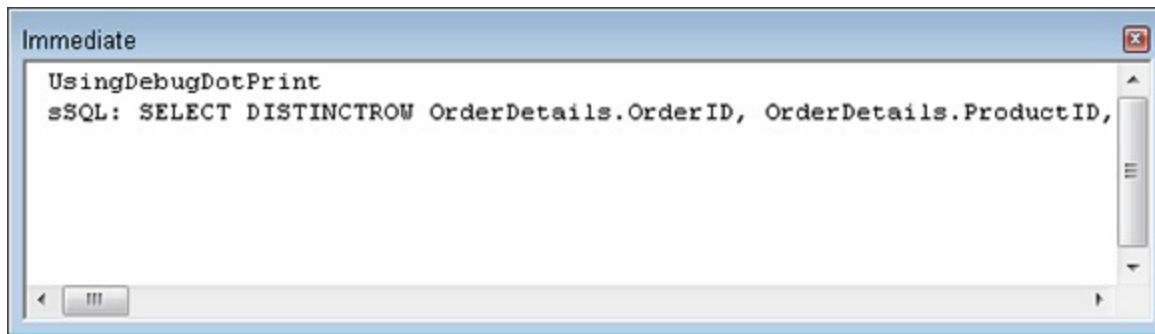 Immediate
UsingDebugDotPrint
sSQL: SELECT DISTINCTROW OrderDetails.OrderID, OrderDetails.ProductID,